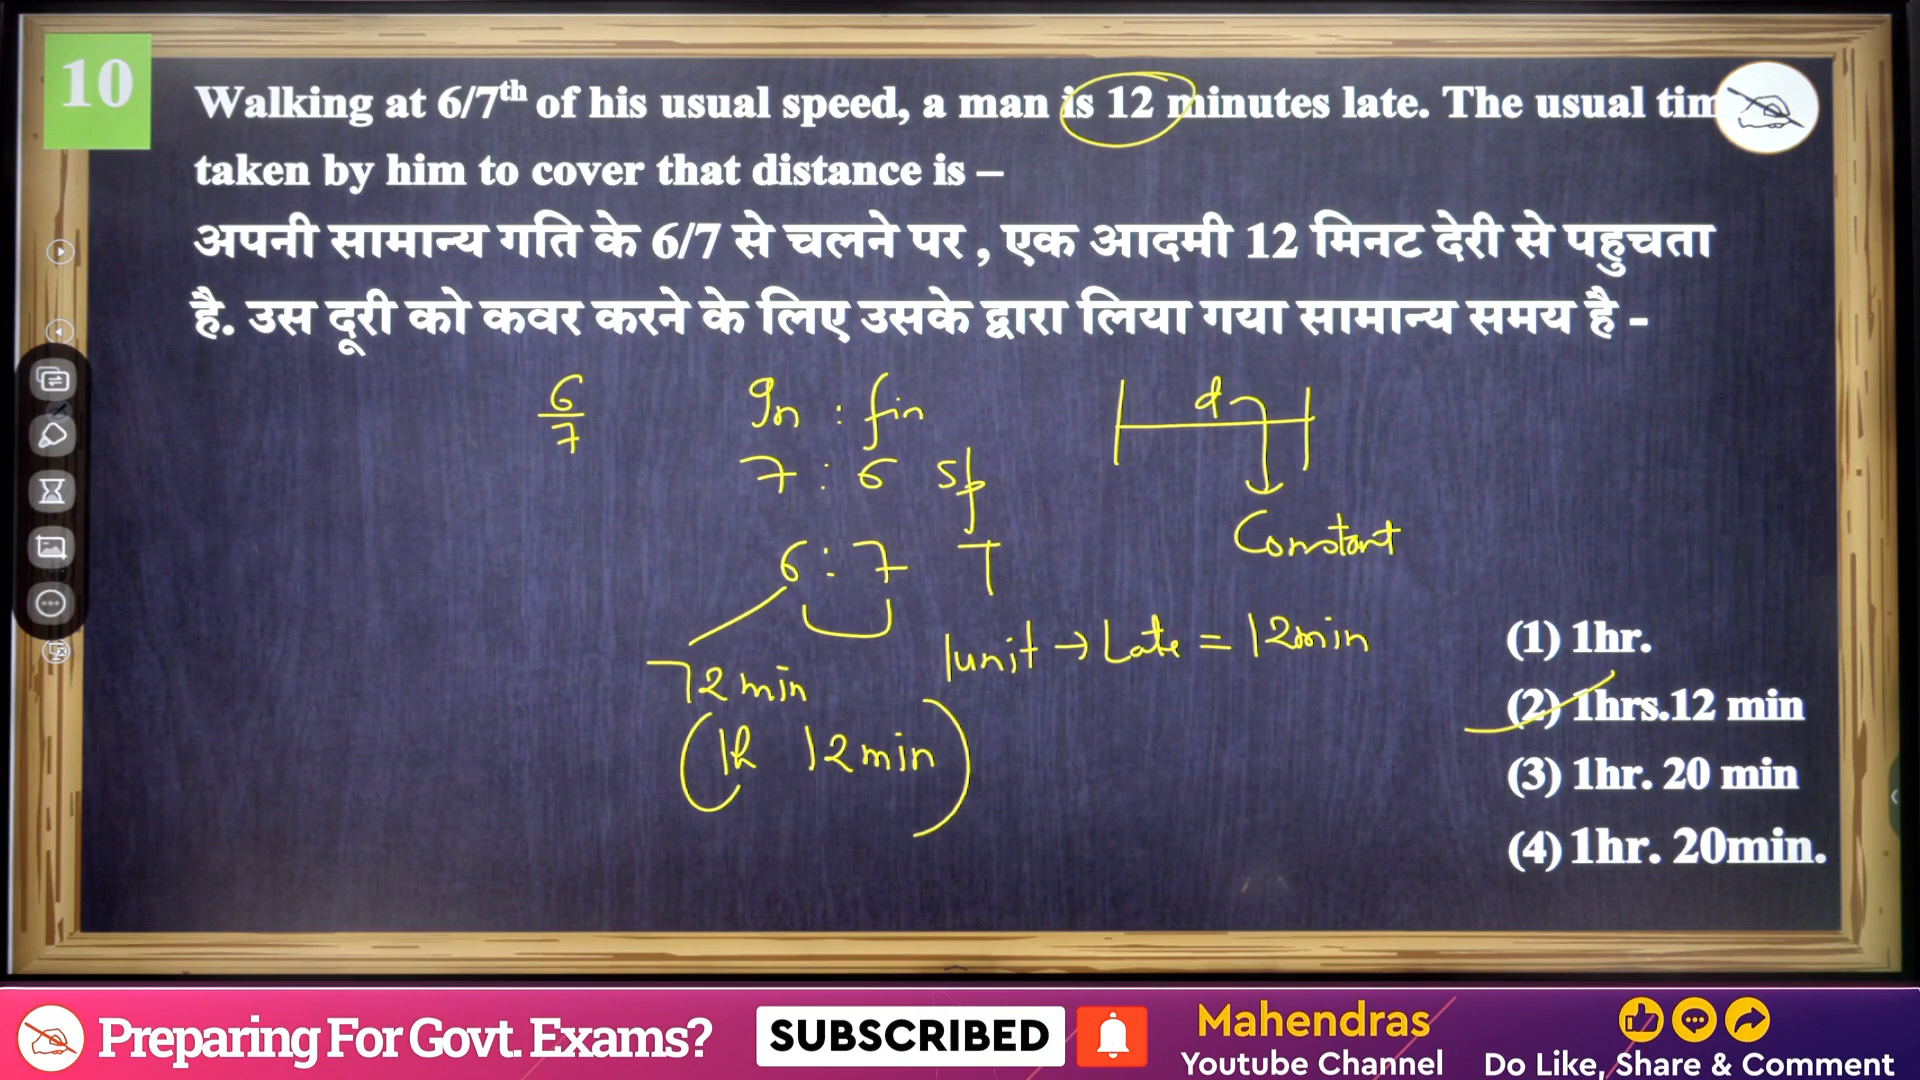 10
Walking at 6/7th of his usual speed, a man is 12 minutes late. The usual tim
taken by him to cover that distance is –
अपनी सामान्य गति के 6/7 से चलने पर , एक आदमी 12 मिनट देरी से पहुचता
है. उस दूरी को कवर करने के लिए उसके द्वारा लिया गया सामान्य समय है -
6/7
In : fin
7 : 6 sp
d
Constant
6 : 7 T
1unit → Late = 12min
72 min
(1h 12min)
(1) 1hr.
(2) 1hrs.12 min
(3) 1hr. 20 min
(4) 1hr. 20min.
Preparing For Govt. Exams?
SUBSCRIBED
Mahendras
Youtube Channel
Do Like, Share & Comment